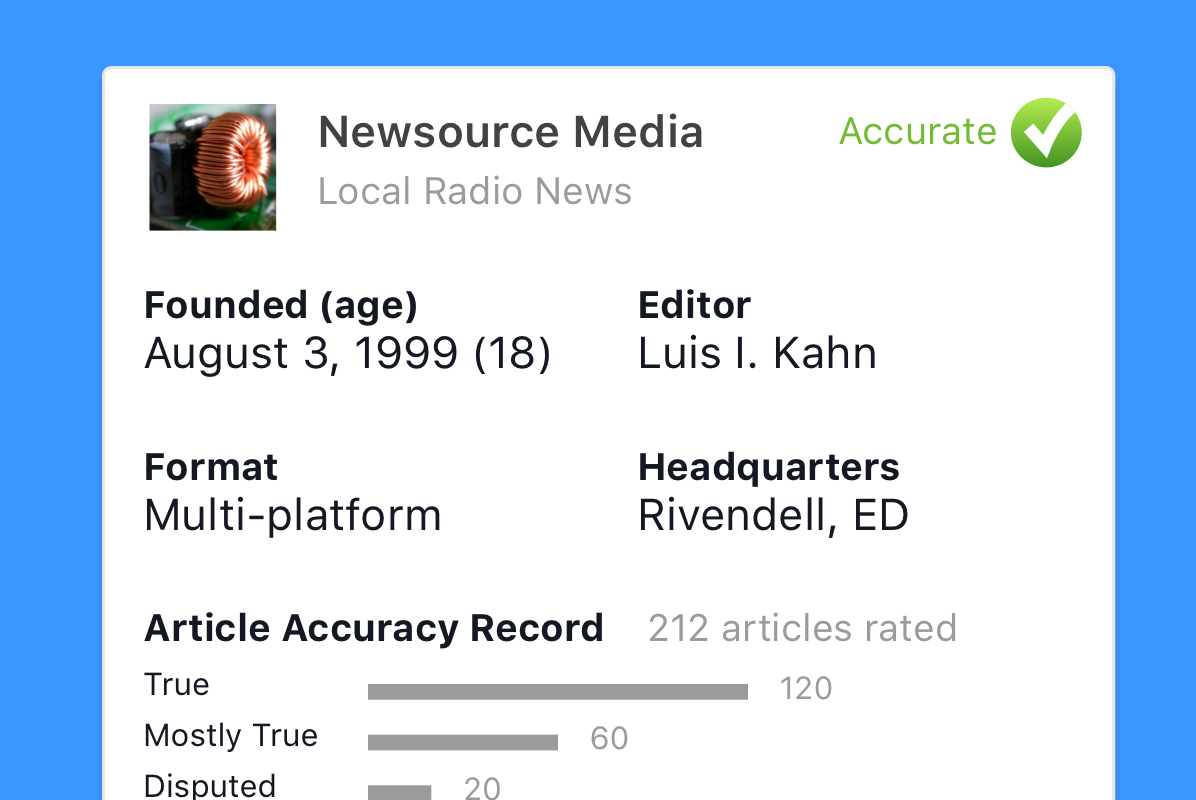 Newsource Media
Accurate
Local Radio News
Founded (age)
August 3, 1999 (18)
Editor
Luis I. Kahn
Format
Multi-platform
Headquarters
Rivendell, ED
Article Accuracy Record 212 articles rated
True 120
Mostly True 60
Disputed 20